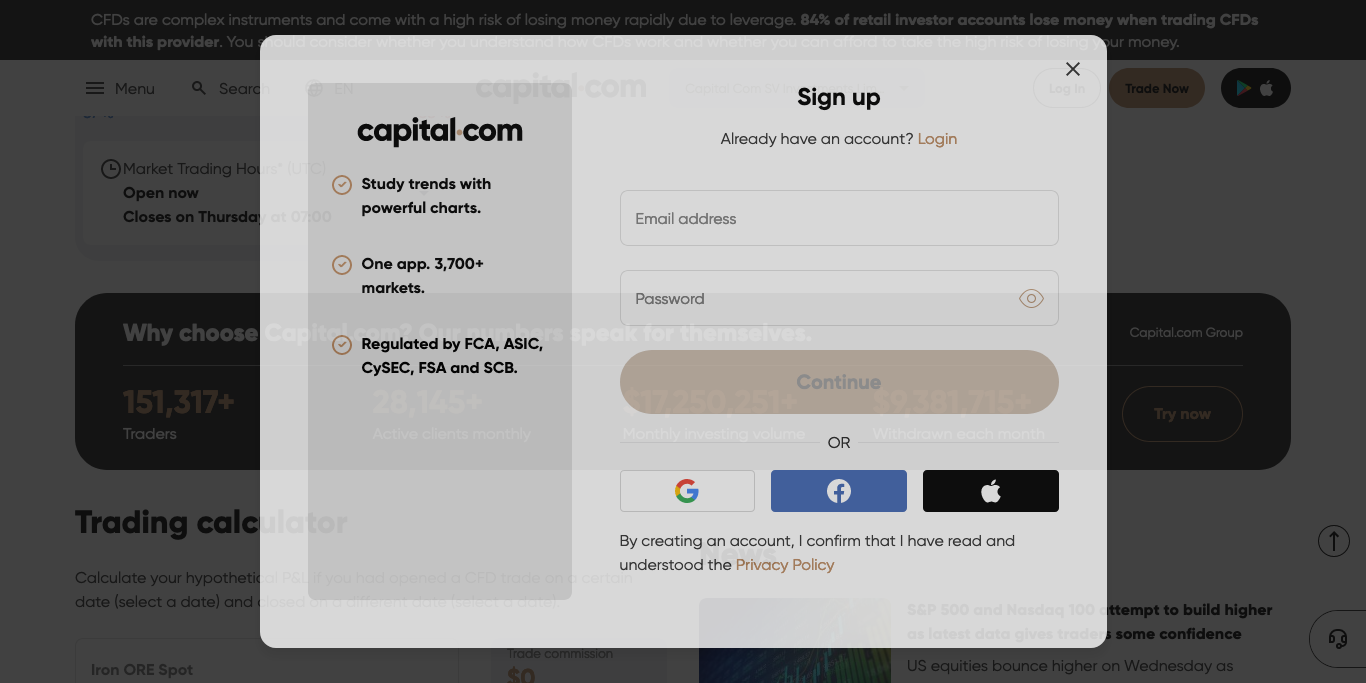 CFDs are complex instruments and come with a high risk of losing money rapidly due to leverage. 84% of retail investor accounts lose money when trading CFDs
with this provider. You should consider whether you understand how CFDs work and whether you can afford to take the high risk of losing your money.
Menu
Search
EN
capital.com
Log In
Trade Now
Market Trading Hours* (UTC)
Open now
Closes on Thursday at 07:00
capital.com
Study trends with
powerful charts.
One app. 3,700+
markets.
Regulated by FCA, ASIC,
CySEC, FSA and SCB.
Sign up
Already have an account? Login
Email address
Password
Continue
OR
By creating an account, I confirm that I have read and
understood the Privacy Policy
Why choose Capital.com? Our numbers speak for themselves.
Capital.com Group
151,317+
Traders
28,145+
Active clients monthly
$17,250,251+
Monthly investing volume
$9,381,715+
Withdrawn each month
Try now
Trading calculator
Calculate your hypothetical P&L if you had opened a CFD trade on a certain
date (select a date) and closed on a different date (select a date).
Iron ORE Spot
Trade commission
$0
News
S&P 500 and Nasdaq 100 attempt to build higher
as latest data gives traders some confidence
US equities bounce higher on Wednesday as